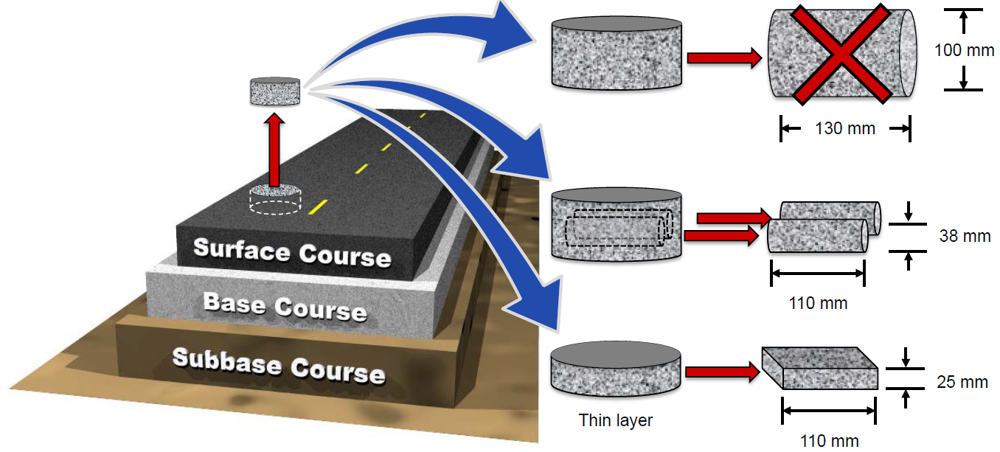 100 mm
130 mm
Surface Course
38 mm
Base Course
110 mm
Subbase Course
25 mm
Thin layer
110 mm